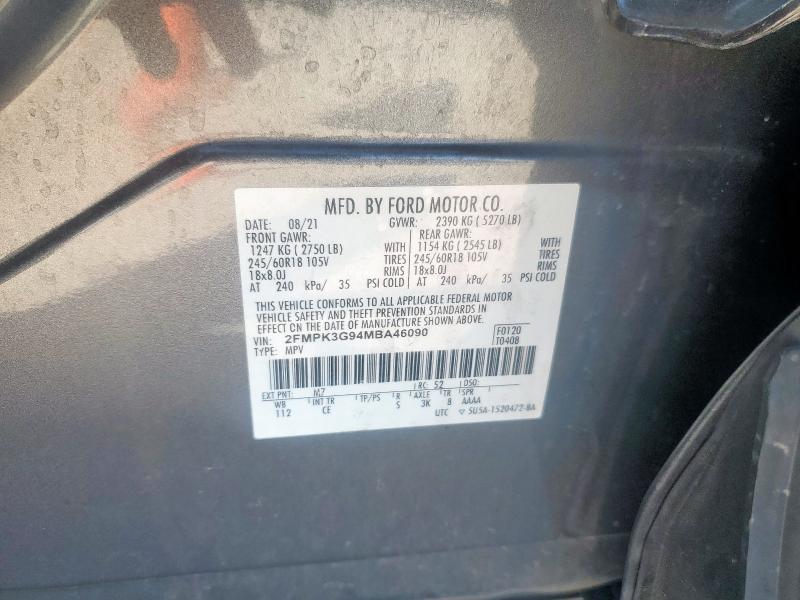 MFD. BY FORD MOTOR CO.
DATE: 08/21 GVWR: 2390 KG ( 5270 LB)
FRONT GAWR: REAR GAWR:
1247 KG ( 2750 LB) WITH 1154 KG ( 2545 LB) WITH
245/60R18 105V TIRES 245/60R18 105V TIRES
18x8.0J RIMS 18x8.0J RIMS
AT 240 kPa/ 35 PSI COLD AT 240 kPa/ 35 PSI COLD
THIS VEHICLE CONFORMS TO ALL APPLICABLE FEDERAL MOTOR
VEHICLE SAFETY AND THEFT PREVENTION STANDARDS IN
EFFECT ON THE DATE OF MANUFACTURE SHOWN ABOVE.
VIN: 2FMPK3G94MBA46090 F0120
TYPE: MPV T0408
EXT PNT: M7 RC: 52 DSO:
WB INT TR TP/PS R AXLE TR SPR
112 CE S 3K 8 AAAA
UTC ▽ 5U5A-1520472-BA